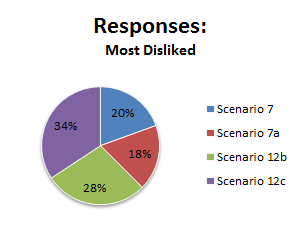 Responses:
Most Disliked
20%
18%
28%
34%
Scenario 7
Scenario 7a
Scenario 12b
Scenario 12c